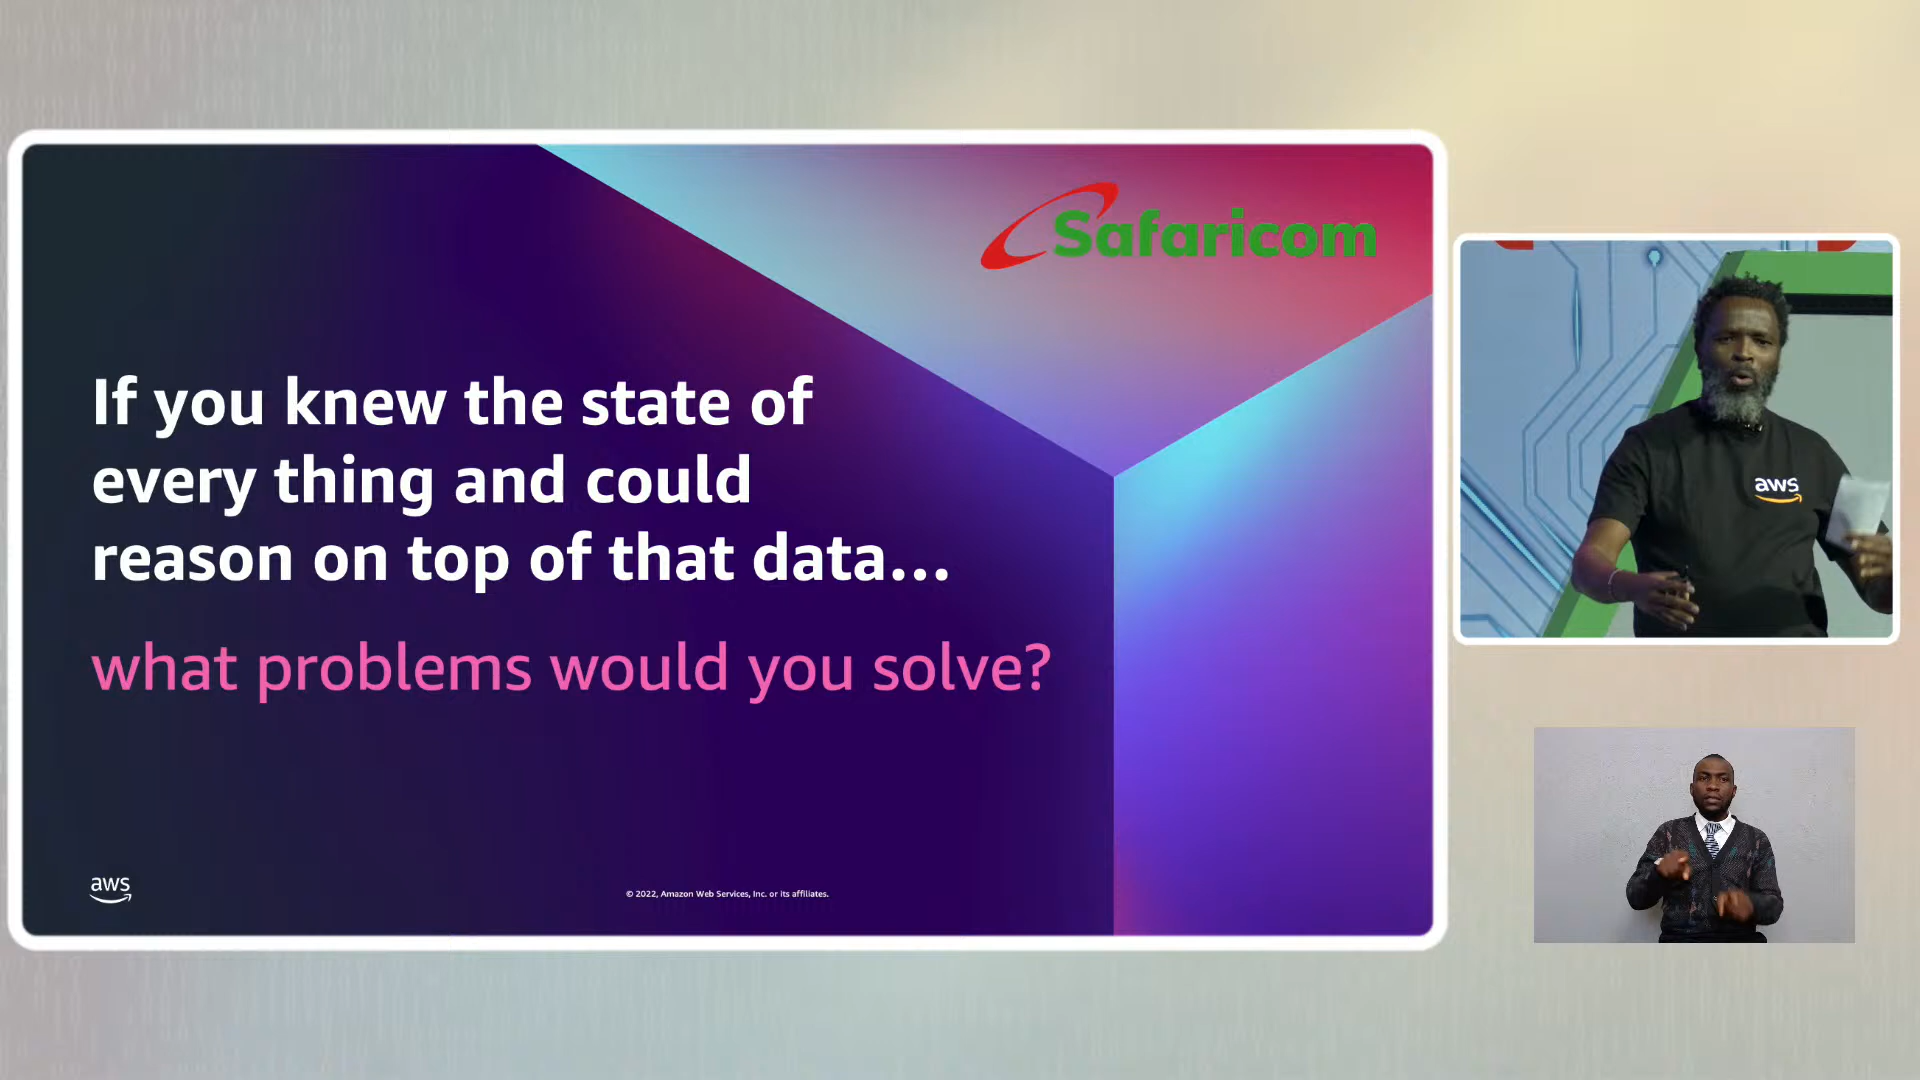 Safaricom
If you knew the state of
every thing and could
reason on top of that data...
what problems would you solve?
aws
© 2022, Amazon Web Services, Inc. or its affiliates.
aws